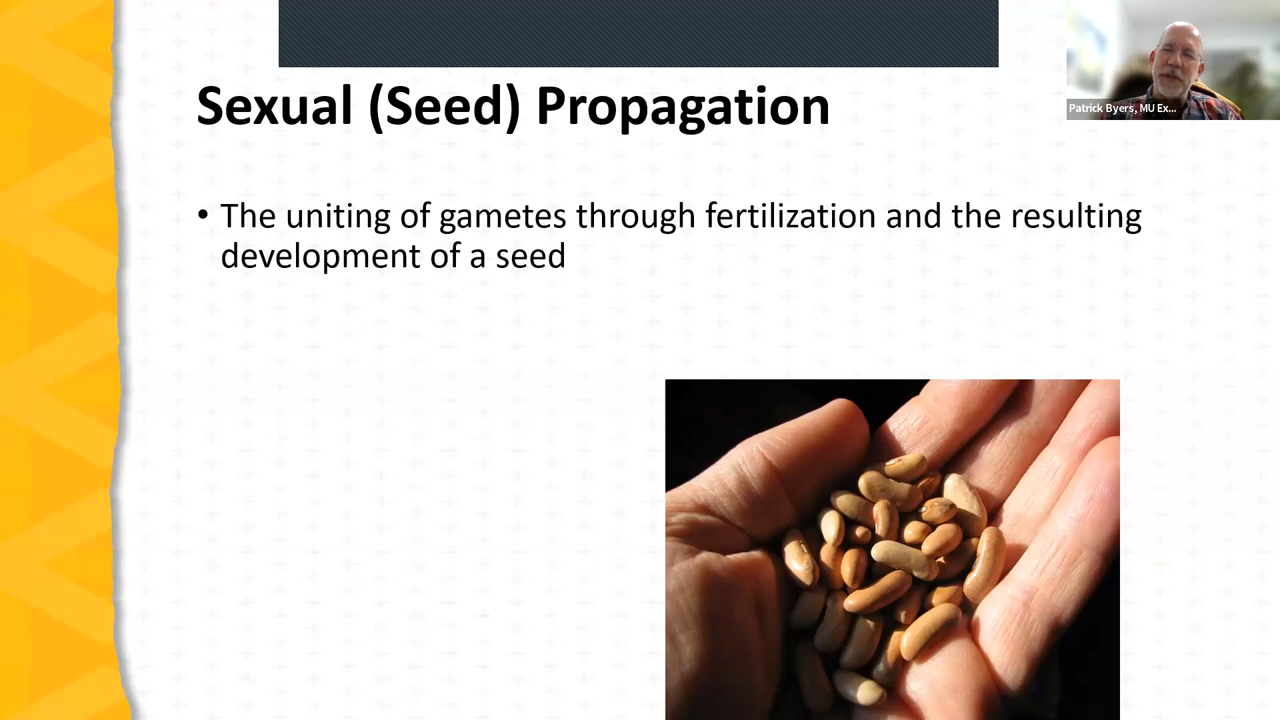 Patrick Byers, MU Ex...
Sexual (Seed) Propagation
• The uniting of gametes through fertilization and the resulting
development of a seed